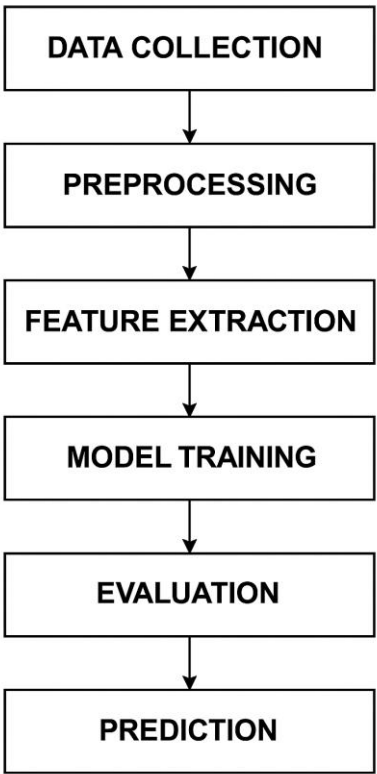 DATA COLLECTION
PREPROCESSING
FEATURE EXTRACTION
MODEL TRAINING
EVALUATION
PREDICTION